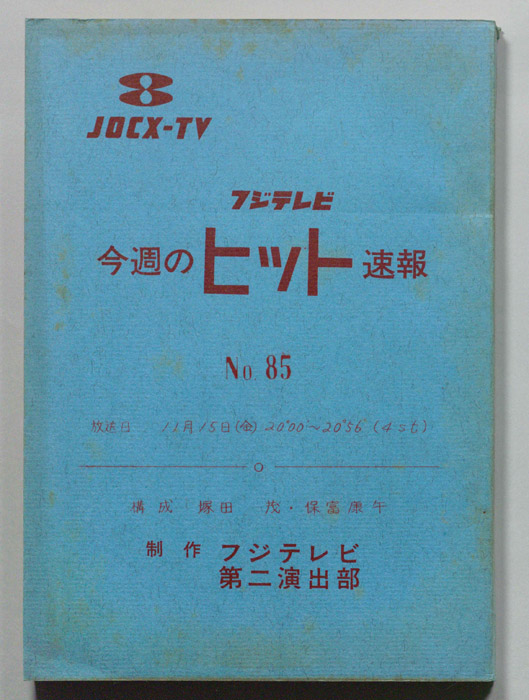 JOCX-TV
フジテレビ
今週のヒット速報
No. 85
放送日 11月15日(金) 20°00'~20°56' (4st)
構成 塚田 茂・保富康午
制作 フジテレビ
第二演出部